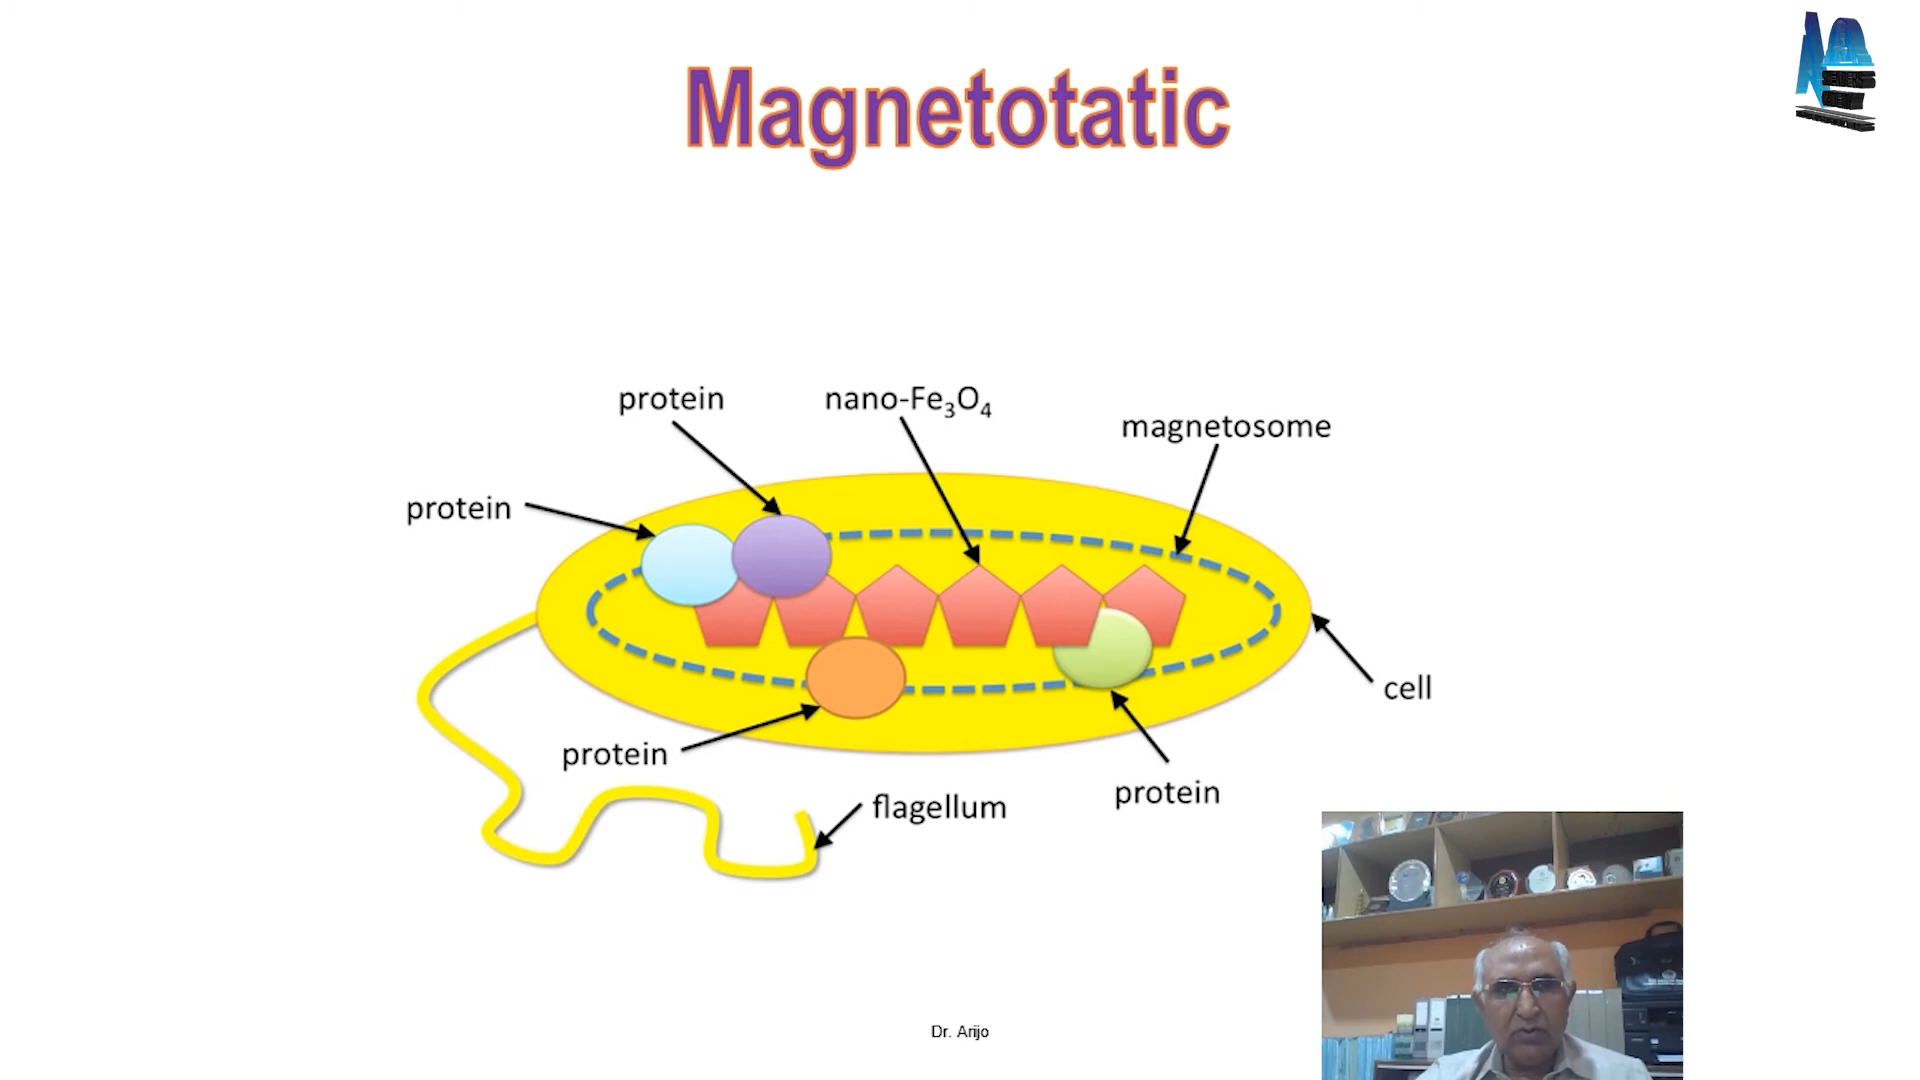 Magnetotatic
protein
nano-Fe₃O₄
magnetosome
protein
cell
protein
protein
flagellum
Dr. Arijo